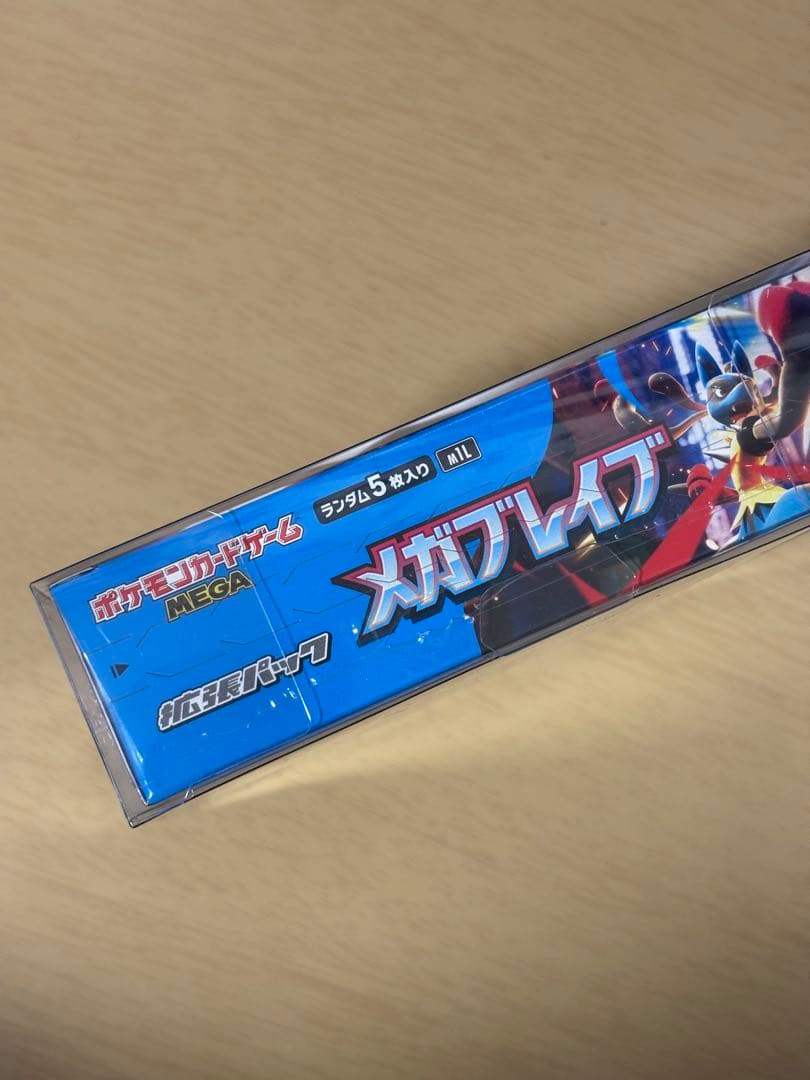 ポケモンカードゲーム
MEGA
拡張パック
ランダム5枚入り
M1L
メガブレイブ